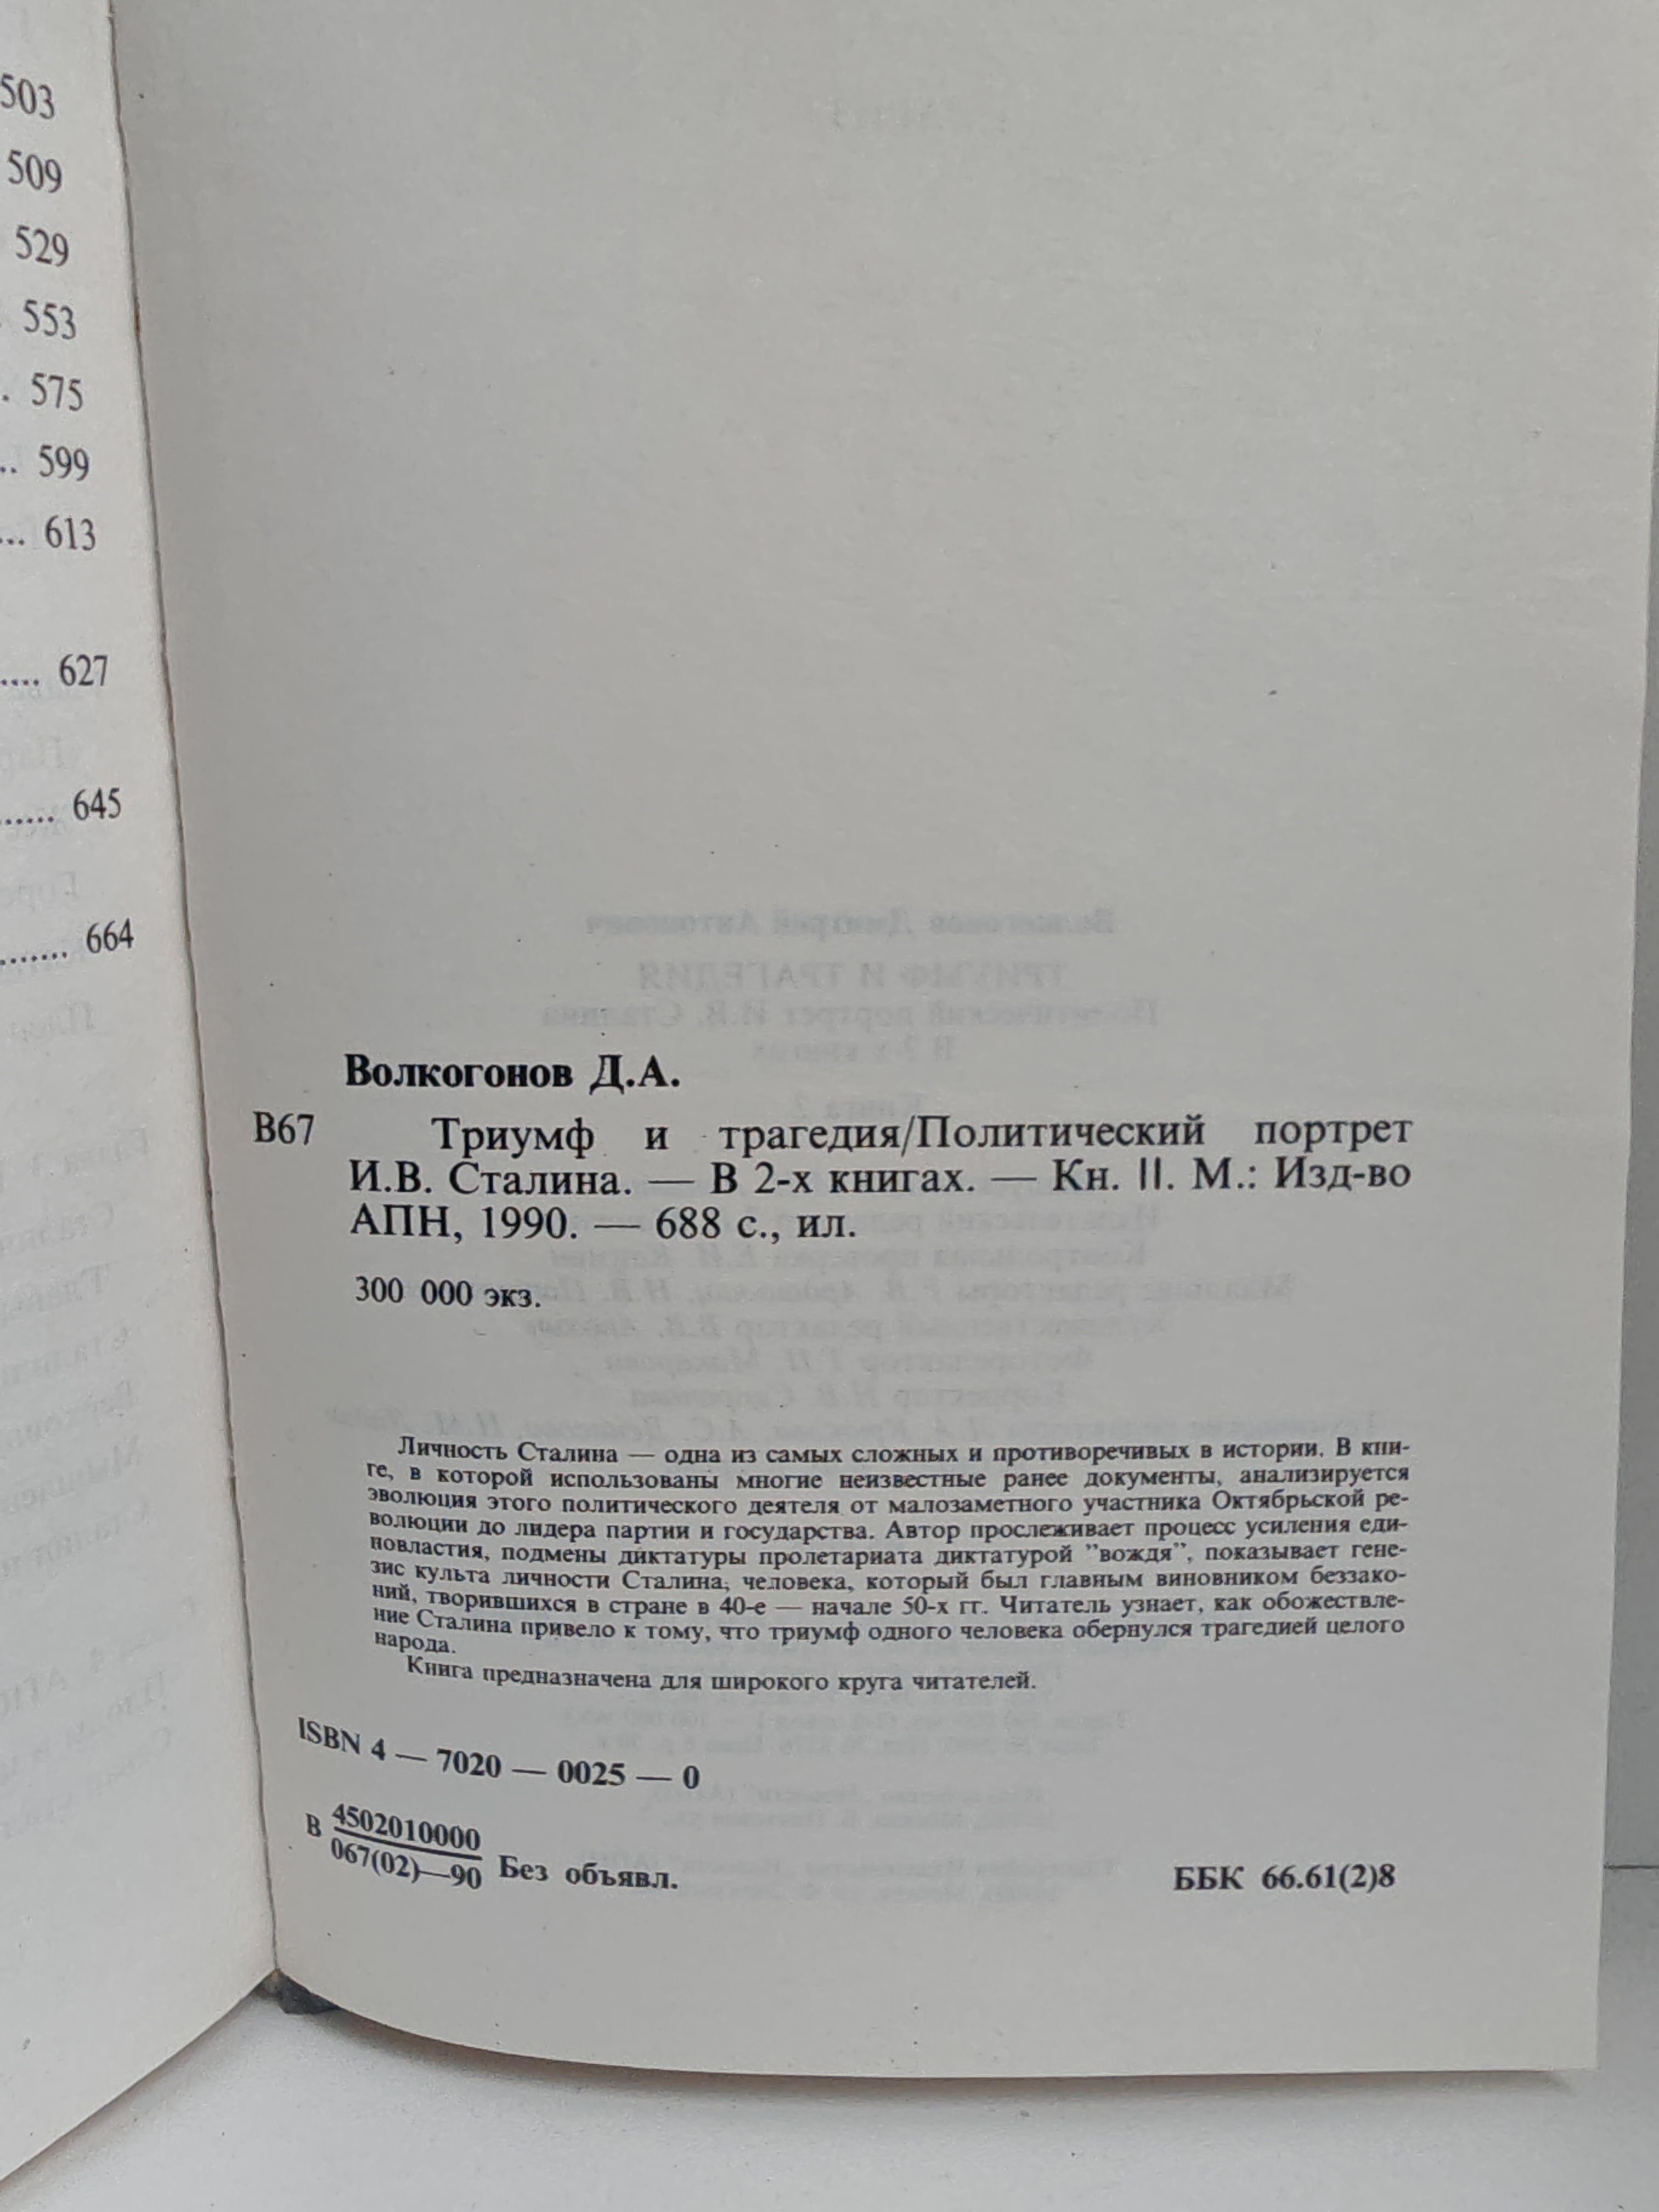 503
509
529
553
. 575
.. 599
... 613
.... 627
...... 645
....... 664
Волкогонов Д.А.
В67 Триумф и трагедия/Политический портрет
И.В. Сталина. — В 2-х книгах. — Кн. II. М.: Изд-во
АПН, 1990. — 688 с., ил.
300 000 экз.
Личность Сталина — одна из самых сложных и противоречивых в истории. В кни-
ге, в которой использованы многие неизвестные ранее документы, анализируется
эволюция этого политического деятеля от малозаметного участника Октябрьской ре-
волюции до лидера партии и государства. Автор прослеживает процесс усиления еди-
новластия, подмены диктатуры пролетариата диктатурой "вождя", показывает гене-
зис культа личности Сталина, человека, который был главным виновником беззако-
ний, творившихся в стране в 40-е — начале 50-х гг. Читатель узнает, как обожествле-
ние Сталина привело к тому, что триумф одного человека обернулся трагедией целого
народа.
Книга предназначена для широкого круга читателей.
ISBN 4 — 7020 — 0025 — 0
В 4502010000
067(02)—90 Без объявл.
ББК 66.61(2)8